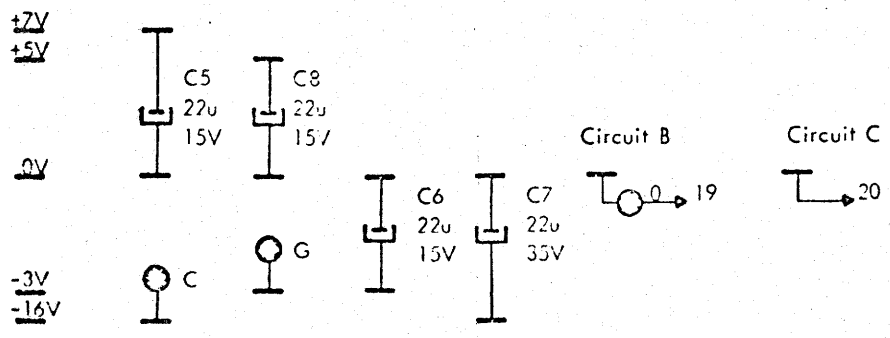 +7V
+5V
0V
-3V
-16V
C5
22u
15V
C8
22u
15V
C
G
C6
22u
15V
C7
22u
35V
Circuit B
0
19
Circuit C
20